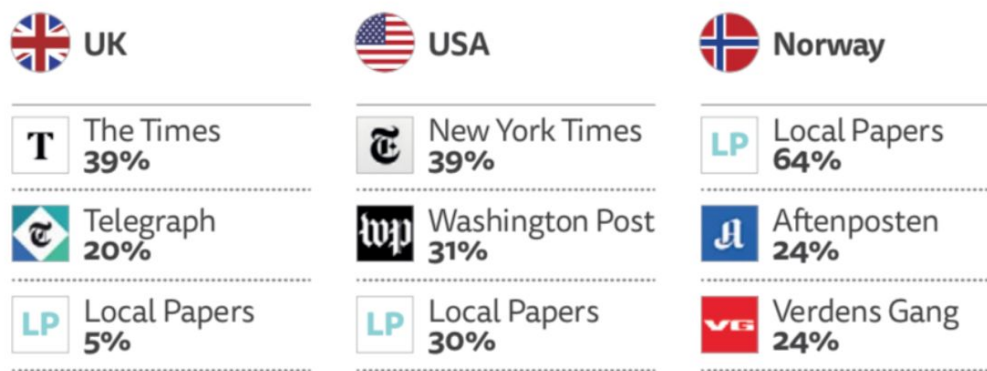 UK
T
The Times
39%
T
Telegraph
20%
LP
Local Papers
5%
USA
T
New York Times
39%
wp
Washington Post
31%
LP
Local Papers
30%
Norway
LP
Local Papers
64%
A
Aftenposten
24%
VG
Verdens Gang
24%